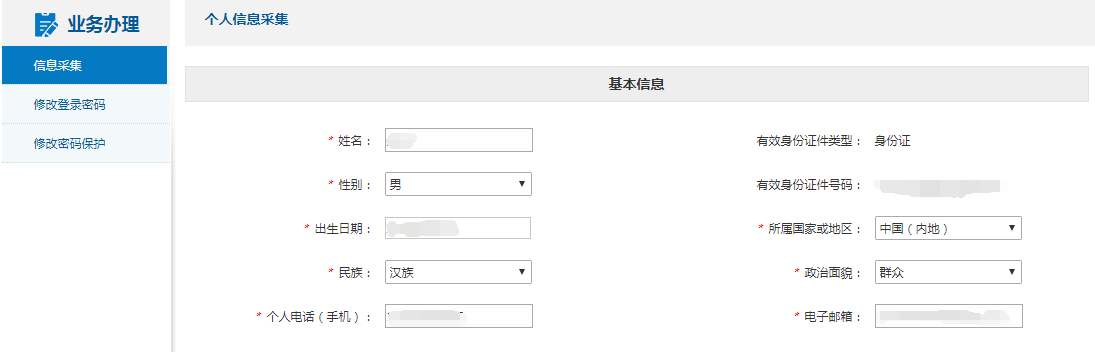 业务办理
信息采集
修改登录密码
修改密码保护
个人信息采集
基本信息
* 姓名： 有效身份证件类型： 身份证
* 性别： 男 有效身份证件号码：
* 出生日期： * 所属国家或地区： 中国（内地）
* 民族： 汉族 * 政治面貌： 群众
* 个人电话（手机）： * 电子邮箱：